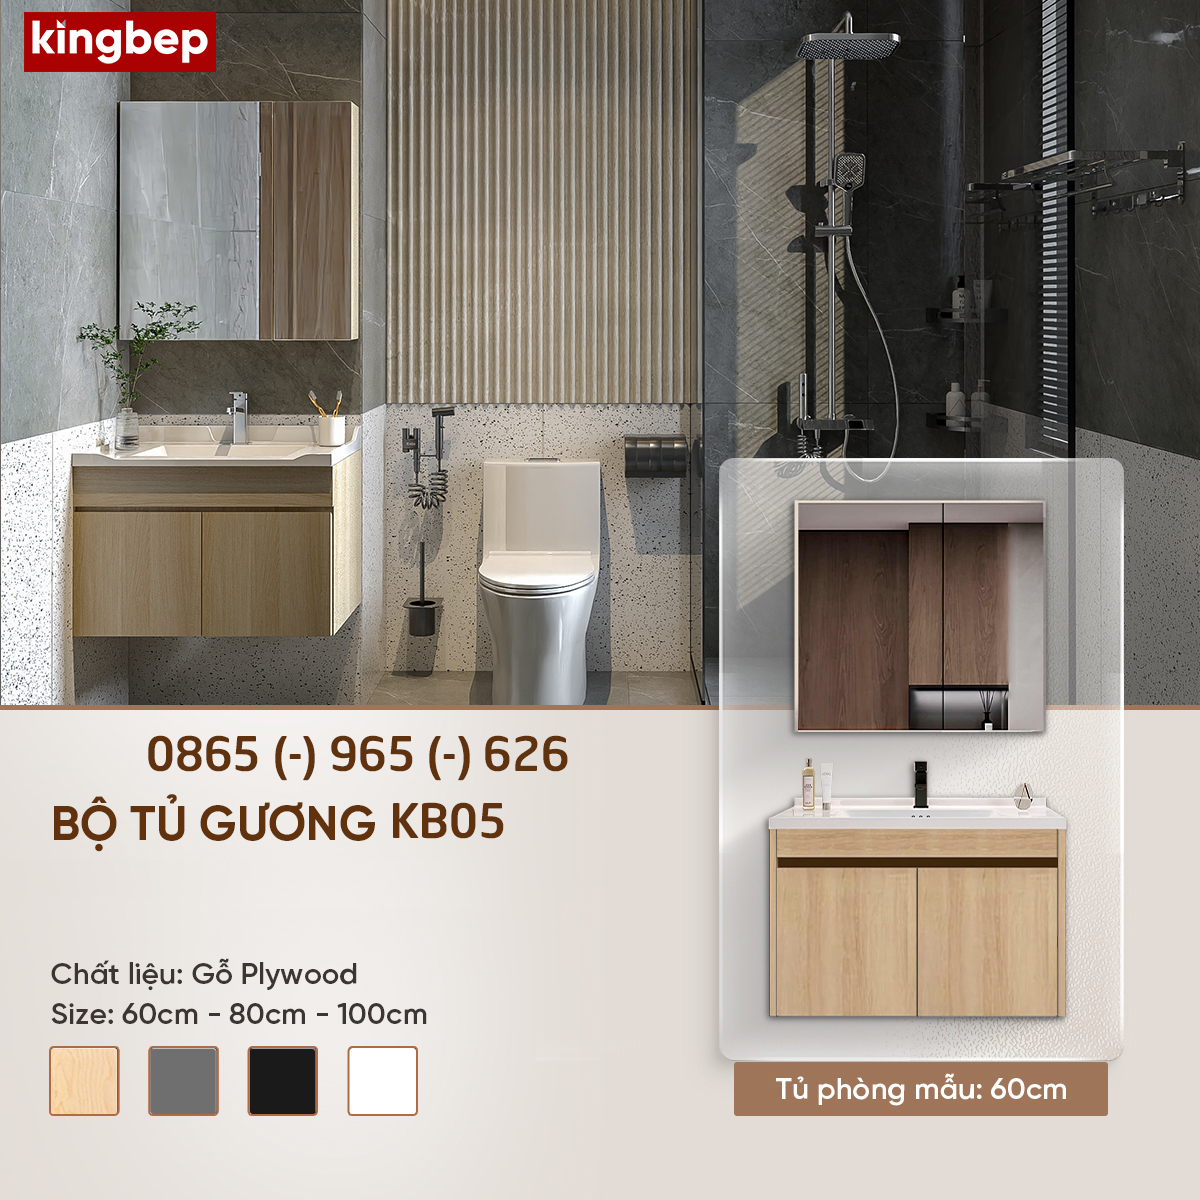 kingbep
0865 (-) 965 (-) 626
BỘ TỦ GƯƠNG KB05
Chất liệu: Gỗ Plywood
Size: 60cm - 80cm - 100cm
Tủ phòng mẫu: 60cm